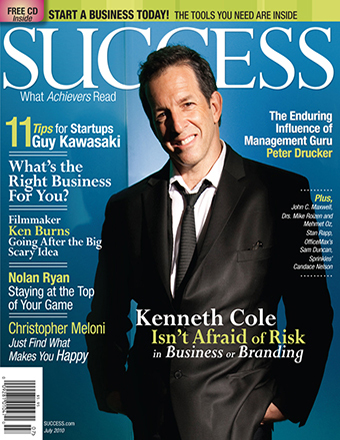 FREE CD
Inside
START A BUSINESS TODAY! THE TOOLS YOU NEED ARE INSIDE
SUCCESS
What Achievers Read
11 Tips for Startups
Guy Kawasaki
What's the
Right Business
For You?
Filmmaker
Ken Burns
Going After the Big
Scary Idea
Nolan Ryan
Staying at the Top
of Your Game
Christopher Meloni
Just Find What
Makes You Happy
The Enduring
Influence of
Management Guru
Peter Drucker
Plus,
John C. Maxwell,
Drs. Mike Roizen and
Mehmet Oz,
Stan Rapp,
OfficeMax's
Sam Duncan,
Sprinkles'
Candace Nelson
Kenneth Cole
Isn't Afraid of Risk
in Business or Branding
SUCCESS.com
July 2010